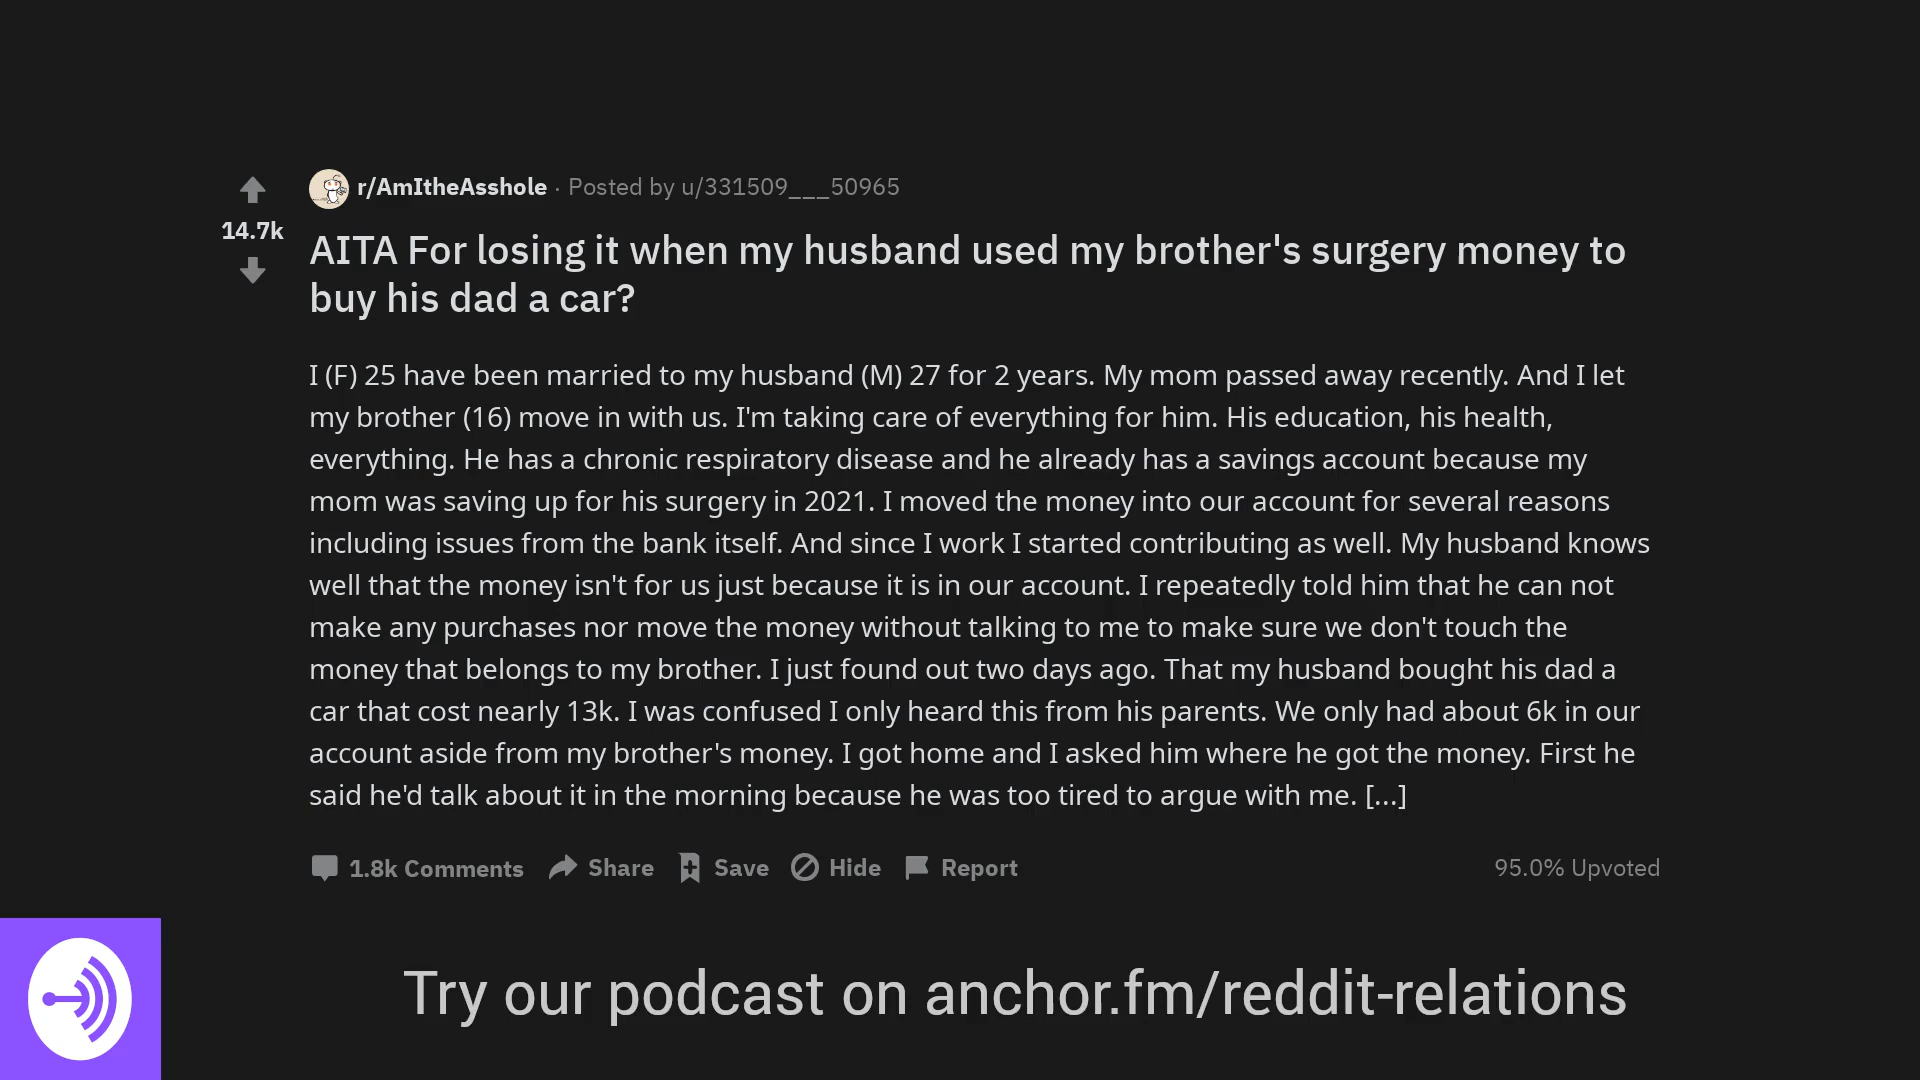 r/AmItheAsshole · Posted by u/331509___50965
14.7k
AITA For losing it when my husband used my brother's surgery money to
buy his dad a car?
I (F) 25 have been married to my husband (M) 27 for 2 years. My mom passed away recently. And I let
my brother (16) move in with us. I'm taking care of everything for him. His education, his health,
everything. He has a chronic respiratory disease and he already has a savings account because my
mom was saving up for his surgery in 2021. I moved the money into our account for several reasons
including issues from the bank itself. And since I work I started contributing as well. My husband knows
well that the money isn't for us just because it is in our account. I repeatedly told him that he can not
make any purchases nor move the money without talking to me to make sure we don't touch the
money that belongs to my brother. I just found out two days ago. That my husband bought his dad a
car that cost nearly 13k. I was confused I only heard this from his parents. We only had about 6k in our
account aside from my brother's money. I got home and I asked him where he got the money. First he
said he'd talk about it in the morning because he was too tired to argue with me. [...]
1.8k Comments Share Save Hide Report 95.0% Upvoted
Try our podcast on anchor.fm/reddit-relations